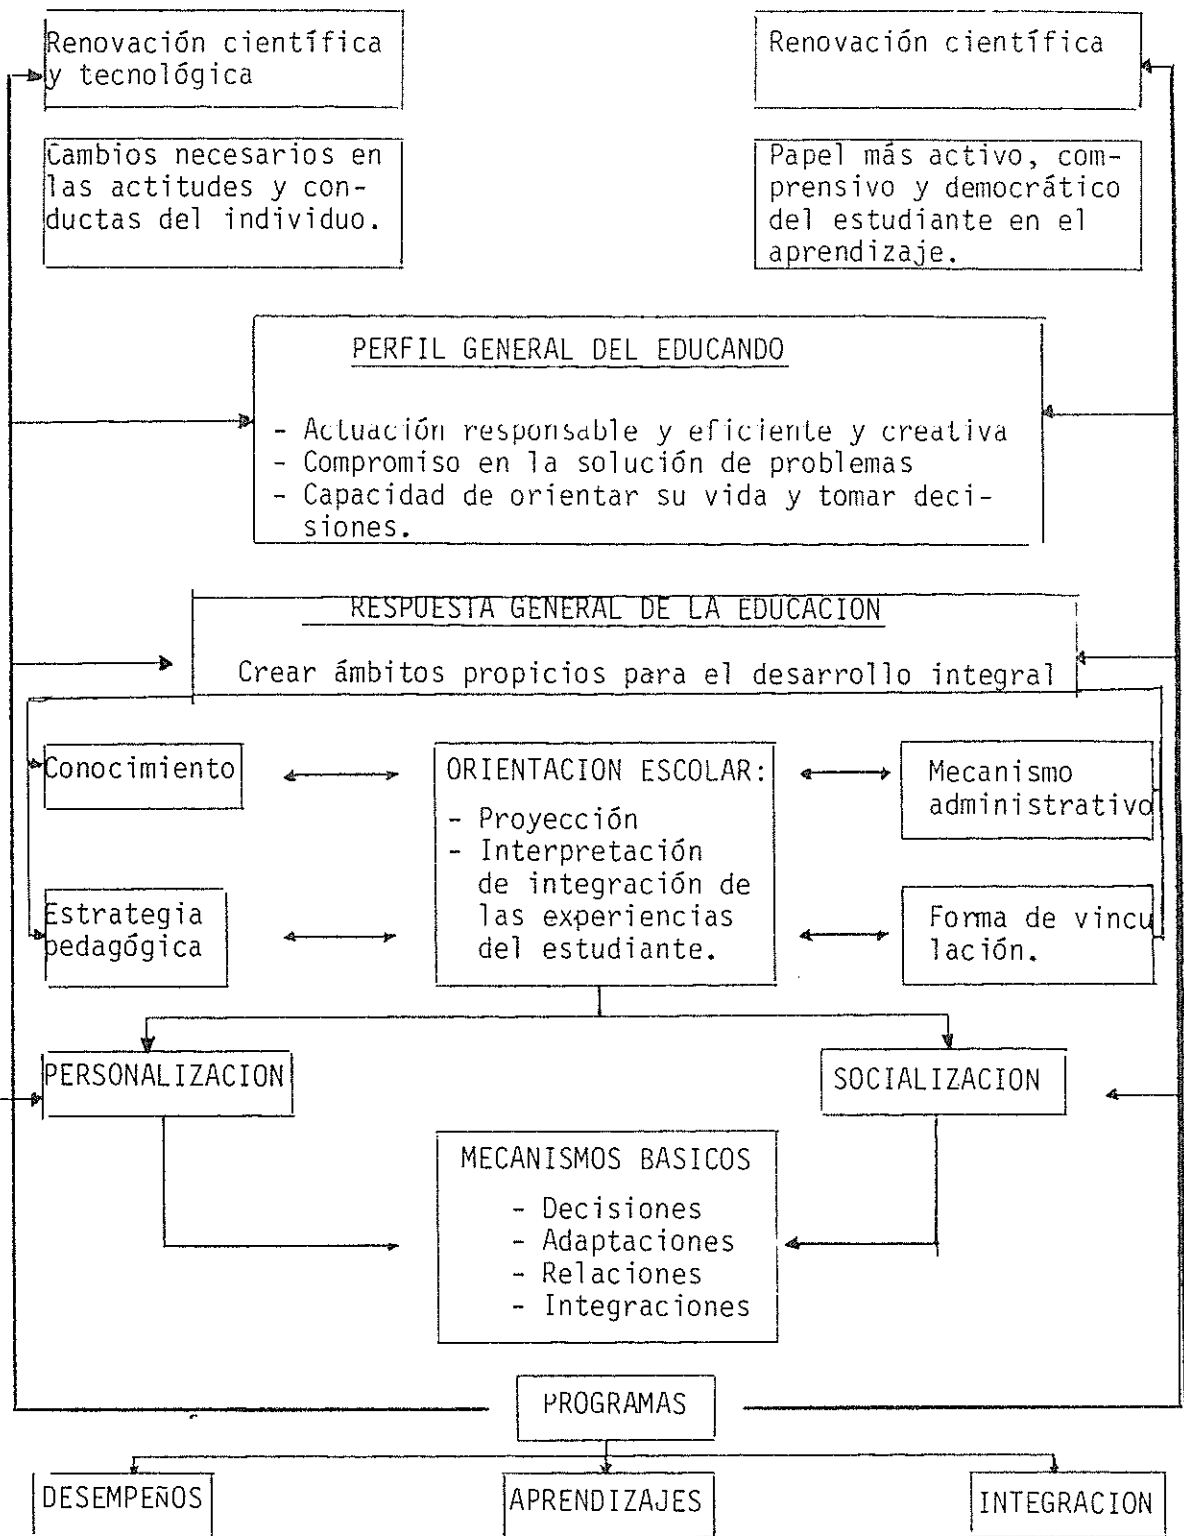 Renovación científica
y tecnológica
Renovación científica
Cambios necesarios en
las actitudes y con-
ductas del individuo.
Papel más activo, com-
prensivo y democrático
del estudiante en el
aprendizaje.
PERFIL GENERAL DEL EDUCANDO
- Actuación responsable y eficiente y creativa
- Compromiso en la solución de problemas
- Capacidad de orientar su vida y tomar deci-
siones.
RESPUESTA GENERAL DE LA EDUCACION
Crear ámbitos propicios para el desarrollo integral
Conocimiento
Estrategia
pedagógica
ORIENTACION ESCOLAR:
- Proyección
- Interpretación
de integración de
las experiencias
del estudiante.
Mecanismo
administrativo
Forma de vincu
lación.
PERSONALIZACION
SOCIALIZACION
MECANISMOS BASICOS
- Decisiones
- Adaptaciones
- Relaciones
- Integraciones
PROGRAMAS
DESEMPEÑOS
APRENDIZAJES
INTEGRACION